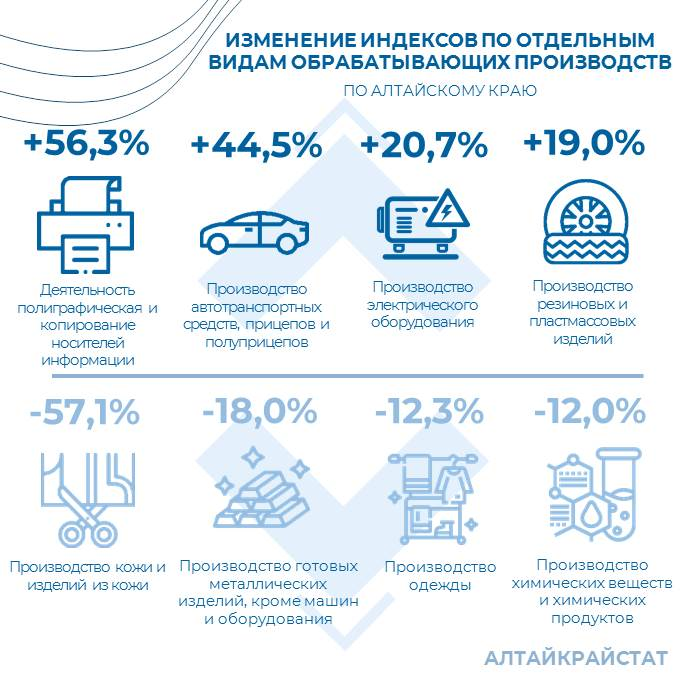 ИЗМЕНЕНИЕ ИНДЕКСОВ ПО ОТДЕЛЬНЫМ
ВИДАМ ОБРАБАТЫВАЮЩИХ ПРОИЗВОДСТВ
ПО АЛТАЙСКОМУ КРАЮ
+56,3%
Деятельность
полиграфическая и
копирование
носителей
информации
+44,5%
Производство
автотранспортных
средств, прицепов и
полуприцепов
+20,7%
Производство
электрического
оборудования
+19,0%
Производство
резиновых и
пластмассовых
изделий
-57,1%
Производство кожи и
изделий из кожи
-18,0%
Производство готовых
металлических
изделий, кроме машин
и оборудования
-12,3%
Производство
одежды
-12,0%
Производство
химических веществ
и химических
продуктов
АЛТАЙКРАЙСТАТ